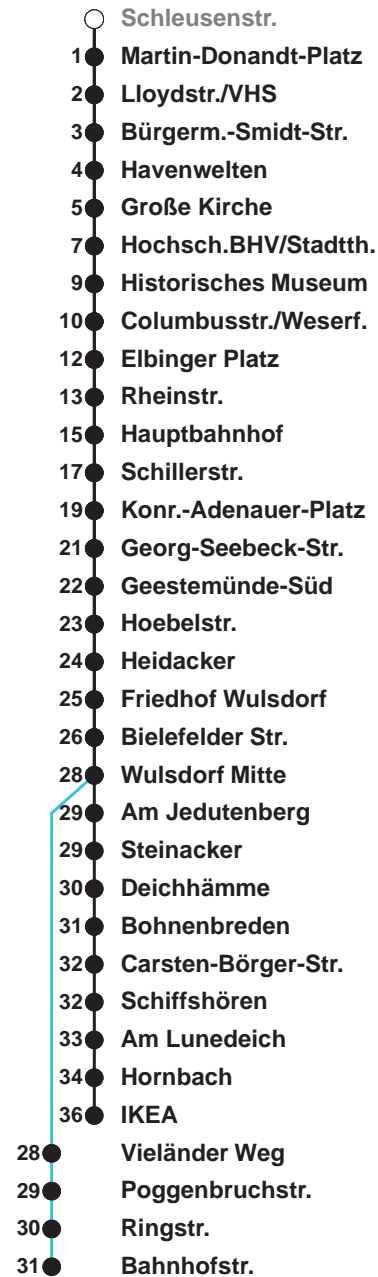 Schleusenstr.
1 Martin-Donandt-Platz
2 Lloydstr./VHS
3 Bürgerm.-Smidt-Str.
4 Havenwelten
5 Große Kirche
7 Hochsch.BHV/Stadtth.
9 Historisches Museum
10 Columbusstr./Weserf.
12 Elbinger Platz
13 Rheinstr.
15 Hauptbahnhof
17 Schillerstr.
19 Konr.-Adenauer-Platz
21 Georg-Seebeck-Str.
22 Geestemünde-Süd
23 Hoebelstr.
24 Heidacker
25 Friedhof Wulsdorf
26 Bielefelder Str.
28 Wulsdorf Mitte
29 Am Jedutenberg
29 Steinacker
30 Deichhämme
31 Bohnenbreden
32 Carsten-Börger-Str.
32 Schiffshören
33 Am Lunedeich
34 Hornbach
36 IKEA
28 Vieländer Weg
29 Poggenbruchstr.
30 Ringstr.
31 Bahnhofstr.